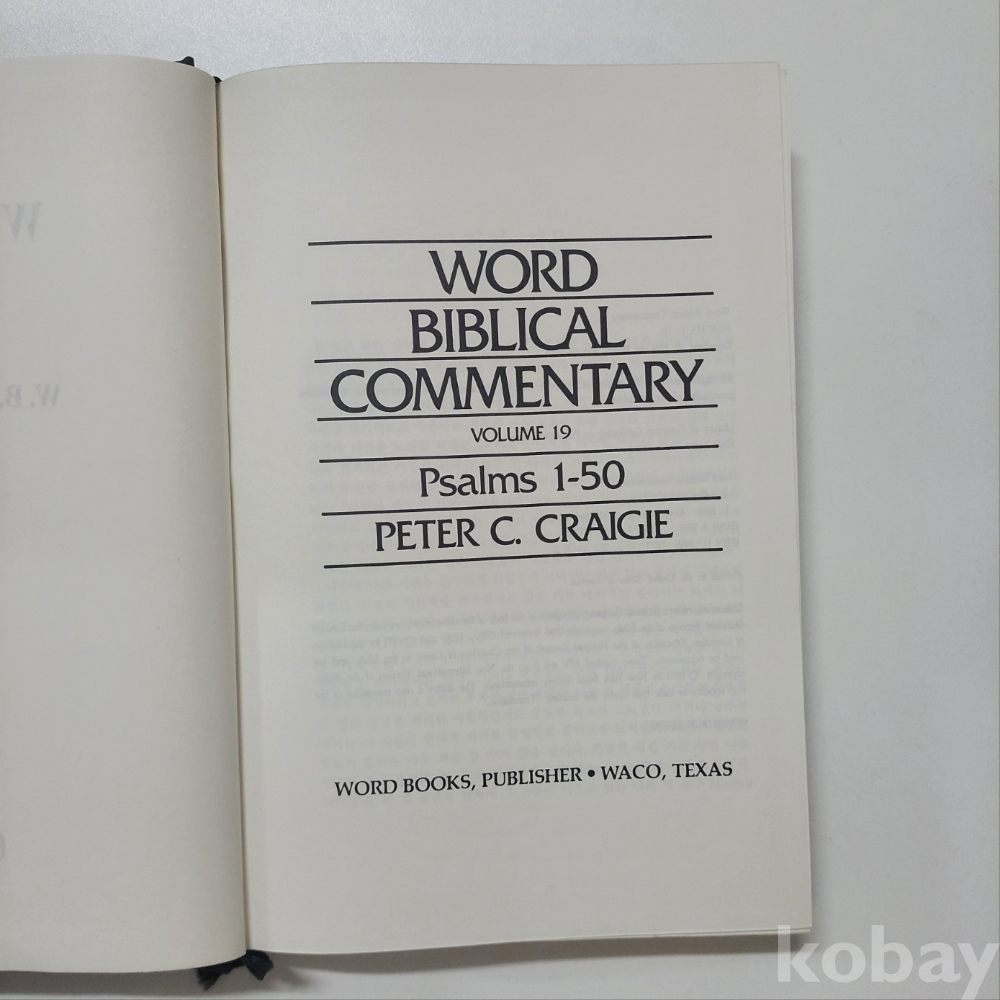 W
W.B.
WORD
BIBLICAL
COMMENTARY
VOLUME 19
Psalms 1-50
PETER C. CRAIGIE
WORD BOOKS, PUBLISHER • WACO, TEXAS
kobay